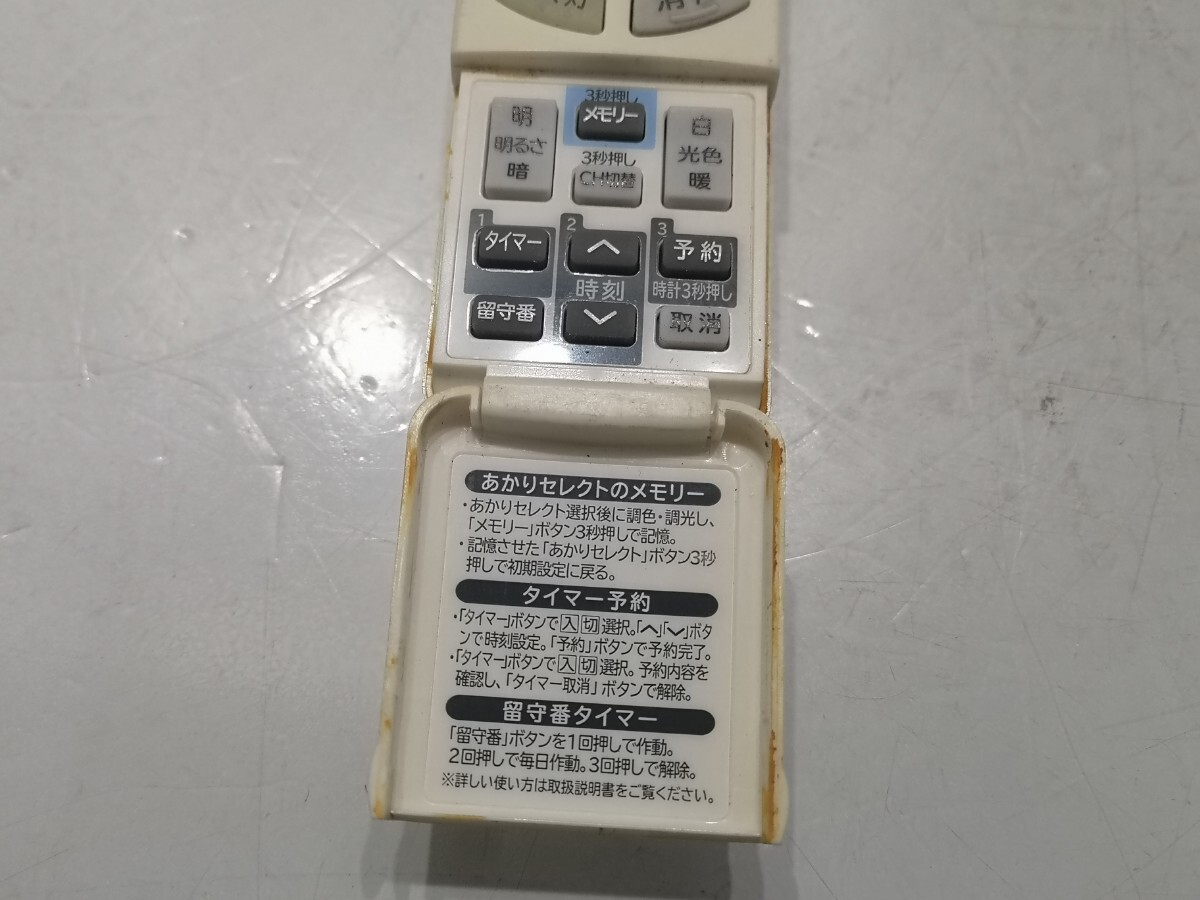 3秒押し
メモリー
明
明るさ
暗
3秒押し
CH切替
白
光色
暖
1
タイマー
2
へ
3
予約
時刻
時計3秒押し
留守番
取消
あかりセレクトのメモリー
・あかりセレクト選択後に調色・調光し、
「メモリー」ボタン3秒押しで記憶。
・記憶させた「あかりセレクト」ボタン3秒
押しで初期設定に戻る。
タイマー予約
・「タイマー」ボタンで入切選択。「へ」「﹀」ボタ
ンで時刻設定。「予約」ボタンで予約完了。
・「タイマー」ボタンで入切選択。予約内容を
確認し、「タイマー取消」ボタンで解除。
留守番タイマー
「留守番」ボタンを1回押しで作動。
2回押しで毎日作動。3回押しで解除。
※詳しい使い方は取扱説明書をご覧ください。